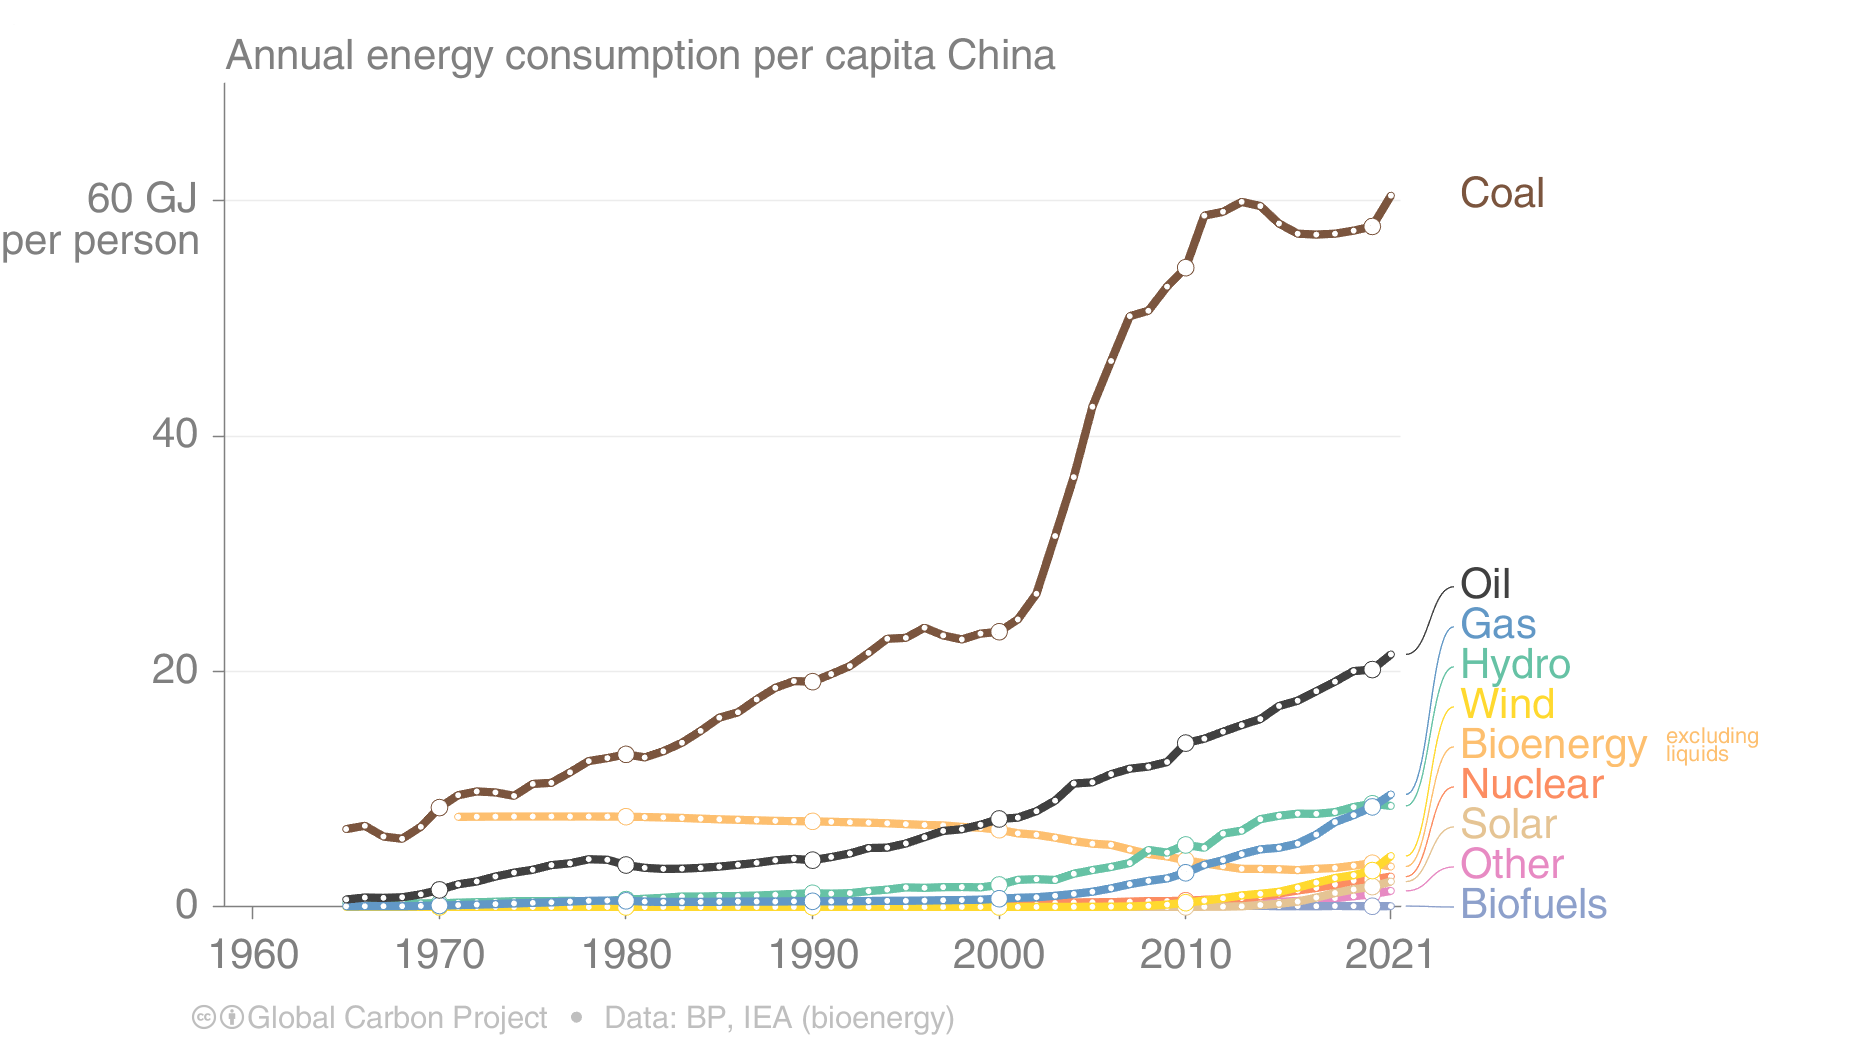 Annual energy consumption per capita China
60 GJ
per person
40
20
0
1960 1970 1980 1990 2000 2010 2021
Coal
Oil
Gas
Hydro
Wind
Bioenergy excluding liquids
Nuclear
Solar
Other
Biofuels
cc Global Carbon Project • Data: BP, IEA (bioenergy)